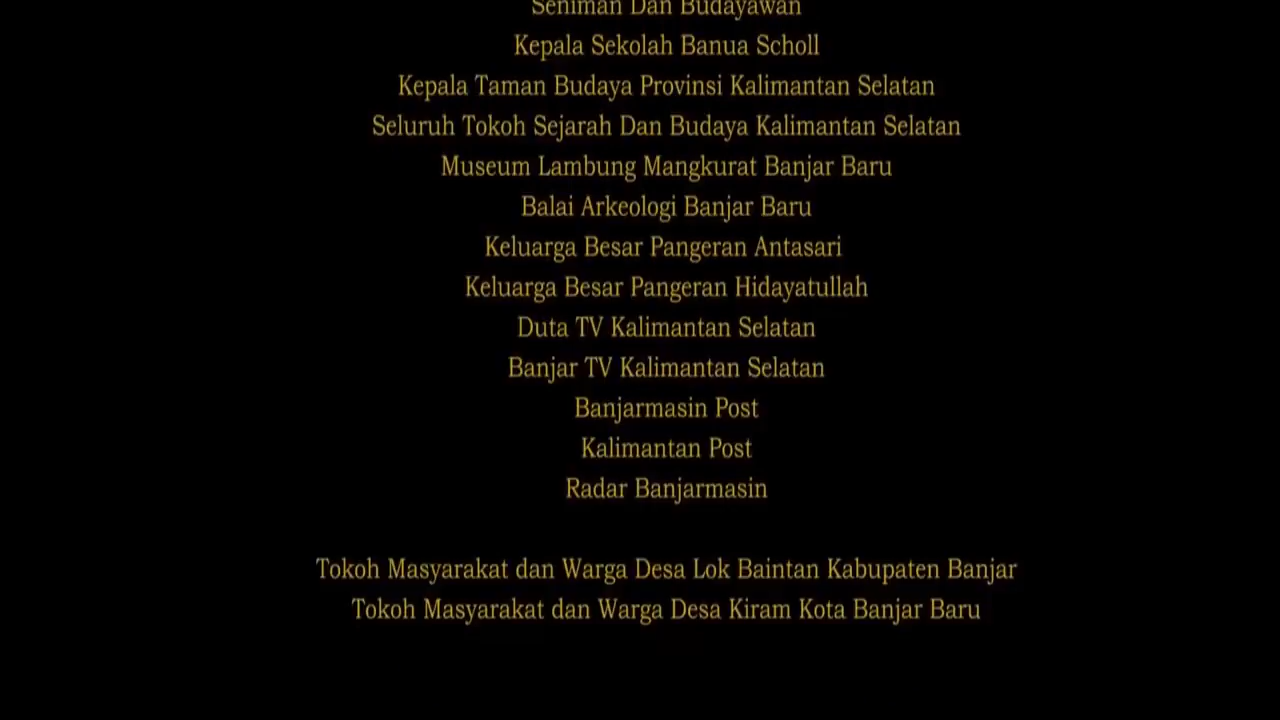 Seniman Dan Budayawan
Kepala Sekolah Banua Scholl
Kepala Taman Budaya Provinsi Kalimantan Selatan
Seluruh Tokoh Sejarah Dan Budaya Kalimantan Selatan
Museum Lambung Mangkurat Banjar Baru
Balai Arkeologi Banjar Baru
Keluarga Besar Pangeran Antasari
Keluarga Besar Pangeran Hidayatullah
Duta TV Kalimantan Selatan
Banjar TV Kalimantan Selatan
Banjarmasin Post
Kalimantan Post
Radar Banjarmasin
Tokoh Masyarakat dan Warga Desa Lok Baintan Kabupaten Banjar
Tokoh Masyarakat dan Warga Desa Kiram Kota Banjar Baru